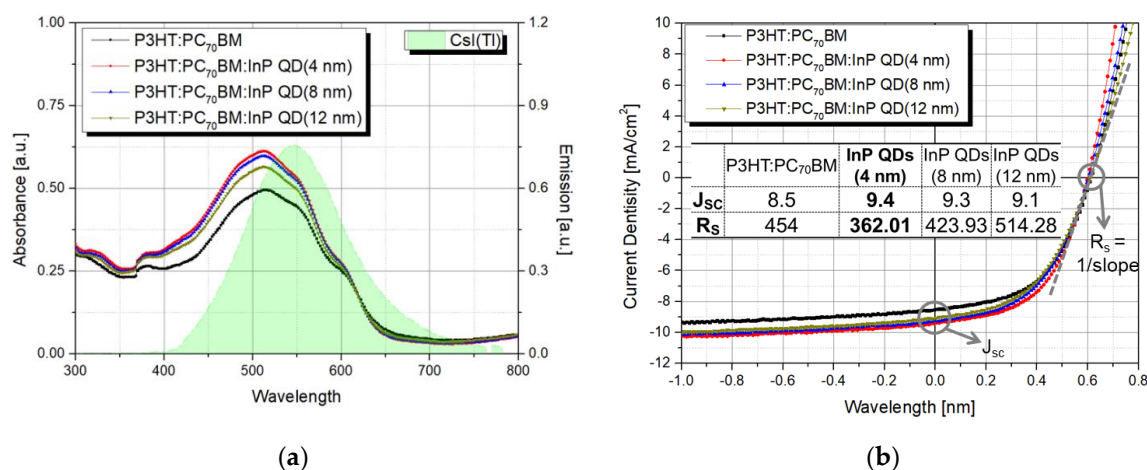 1.00
0.75
0.50
0.25
0.00
Absorbance [a.u.]
P3HT:PC₇₀BM
P3HT:PC₇₀BM:InP QD(4 nm)
P3HT:PC₇₀BM:InP QD(8 nm)
P3HT:PC₇₀BM:InP QD(12 nm)
CsI(Tl)
1.2
0.9
0.6
0.3
0.0
Emission [a.u.]
300 400 500 600 700 800
Wavelength
(a)
10
8
6
4
2
0
-2
-4
-6
-8
-10
-12
Current Dentisity [mA/cm²]
P3HT:PC₇₀BM
P3HT:PC₇₀BM:InP QD(4 nm)
P3HT:PC₇₀BM:InP QD(8 nm)
P3HT:PC₇₀BM:InP QD(12 nm)
P3HT:PC₇₀BM InP QDs (4 nm) InP QDs (8 nm) InP QDs (12 nm)
J_SC 8.5 9.4 9.3 9.1
R_S 454 362.01 423.93 514.28
R_S =
1/slope
J_SC
-1.0 -0.8 -0.6 -0.4 -0.2 0.0 0.2 0.4 0.6 0.8
Wavelength [nm]
(b)